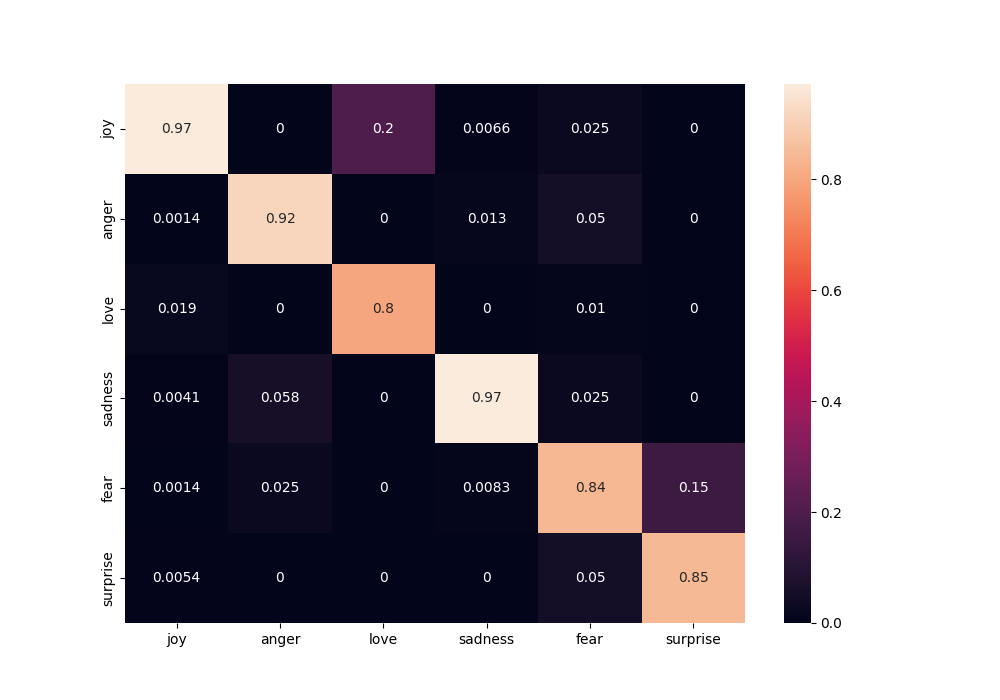 joy 0.97 0 0.2 0.0066 0.025 0
anger 0.0014 0.92 0 0.013 0.05 0
love 0.019 0 0.8 0 0.01 0
sadness 0.0041 0.058 0 0.97 0.025 0
fear 0.0014 0.025 0 0.0083 0.84 0.15
surprise 0.0054 0 0 0 0.05 0.85
joy anger love sadness fear surprise
0.8
0.6
0.4
0.2
0.0